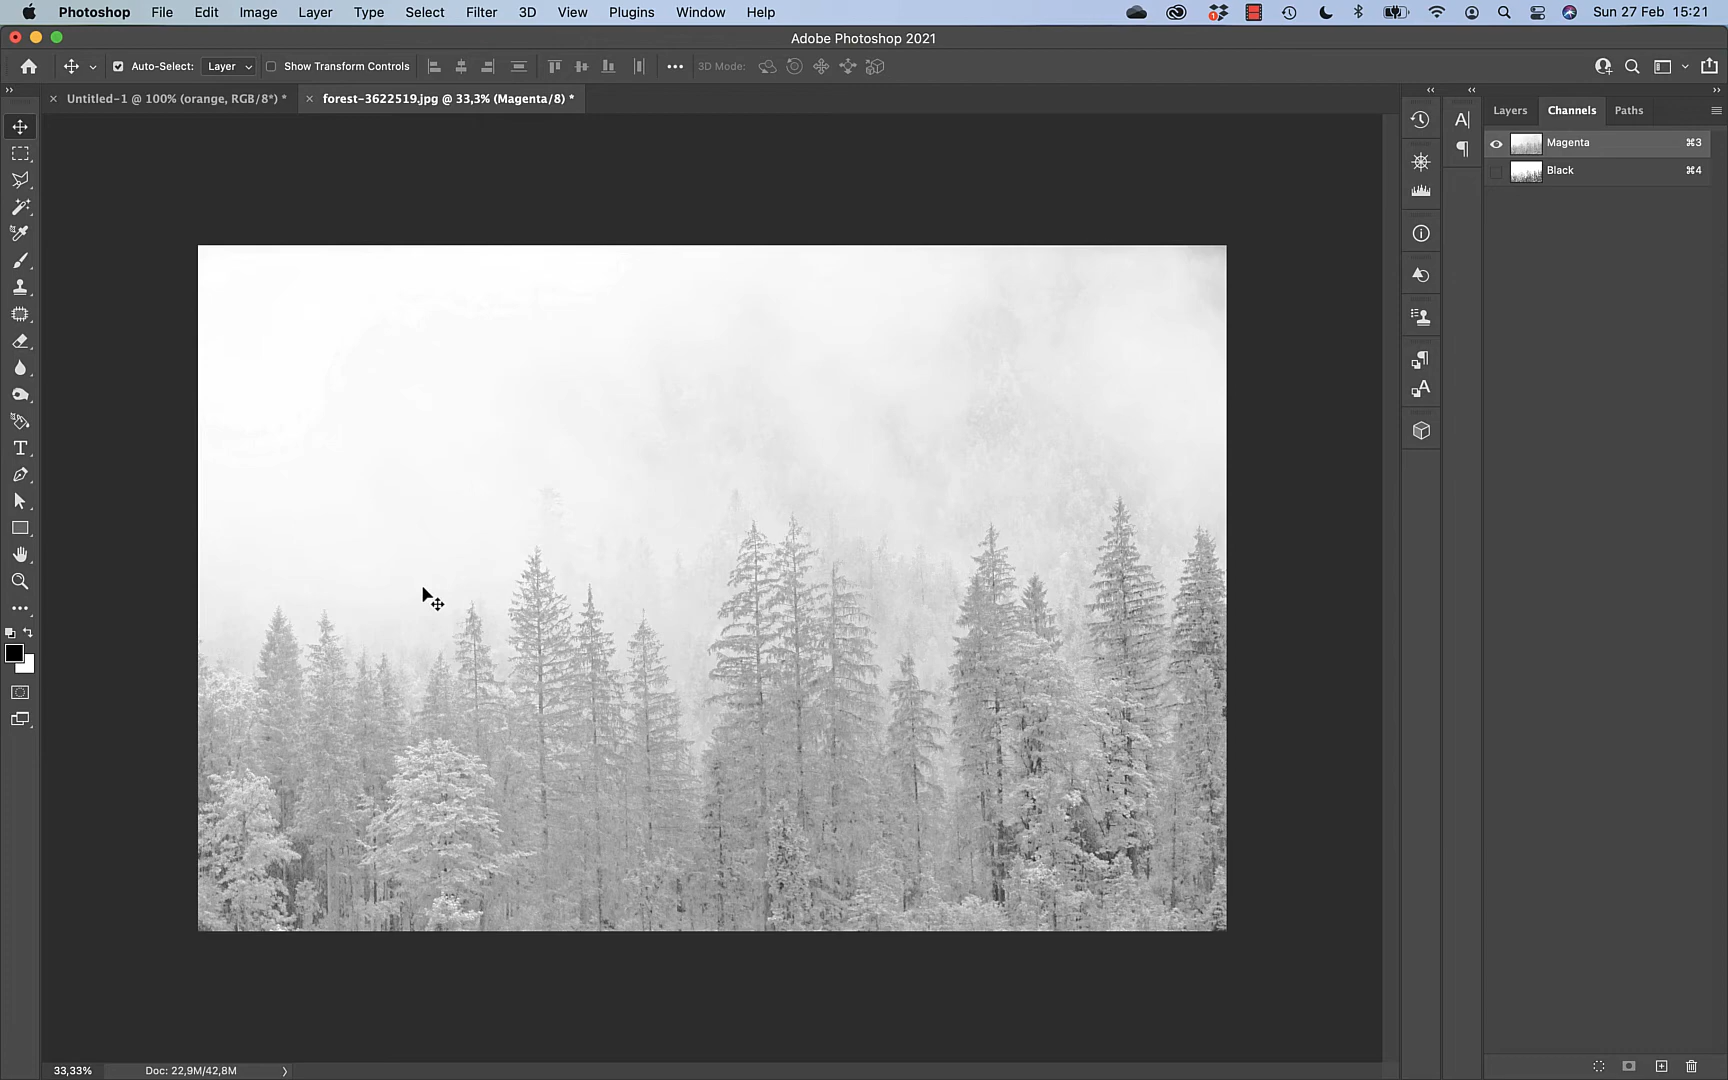 Photoshop File Edit Image Layer Type Select Filter 3D View Plugins Window Help Sun 27 Feb 15:21
Adobe Photoshop 2021
Auto-Select: Layer Show Transform Controls 3D Mode:
Untitled-1 @ 100% (orange, RGB/8*) * forest-3622519.jpg @ 33,3% (Magenta/8) *
Layers Channels Paths
Magenta ⌘3
Black ⌘4
33,33% Doc: 22,9M/42,8M